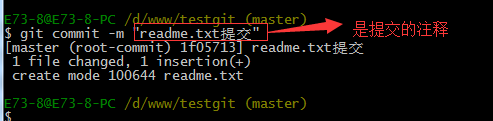 E73-8@E73-8-PC /d/www/testgit (master)
$ git commit -m "readme.txt提交"
是提交的注释
[master (root-commit) 1f05713] readme.txt提交
1 file changed, 1 insertion(+)
create mode 100644 readme.txt
E73-8@E73-8-PC /d/www/testgit (master)
$